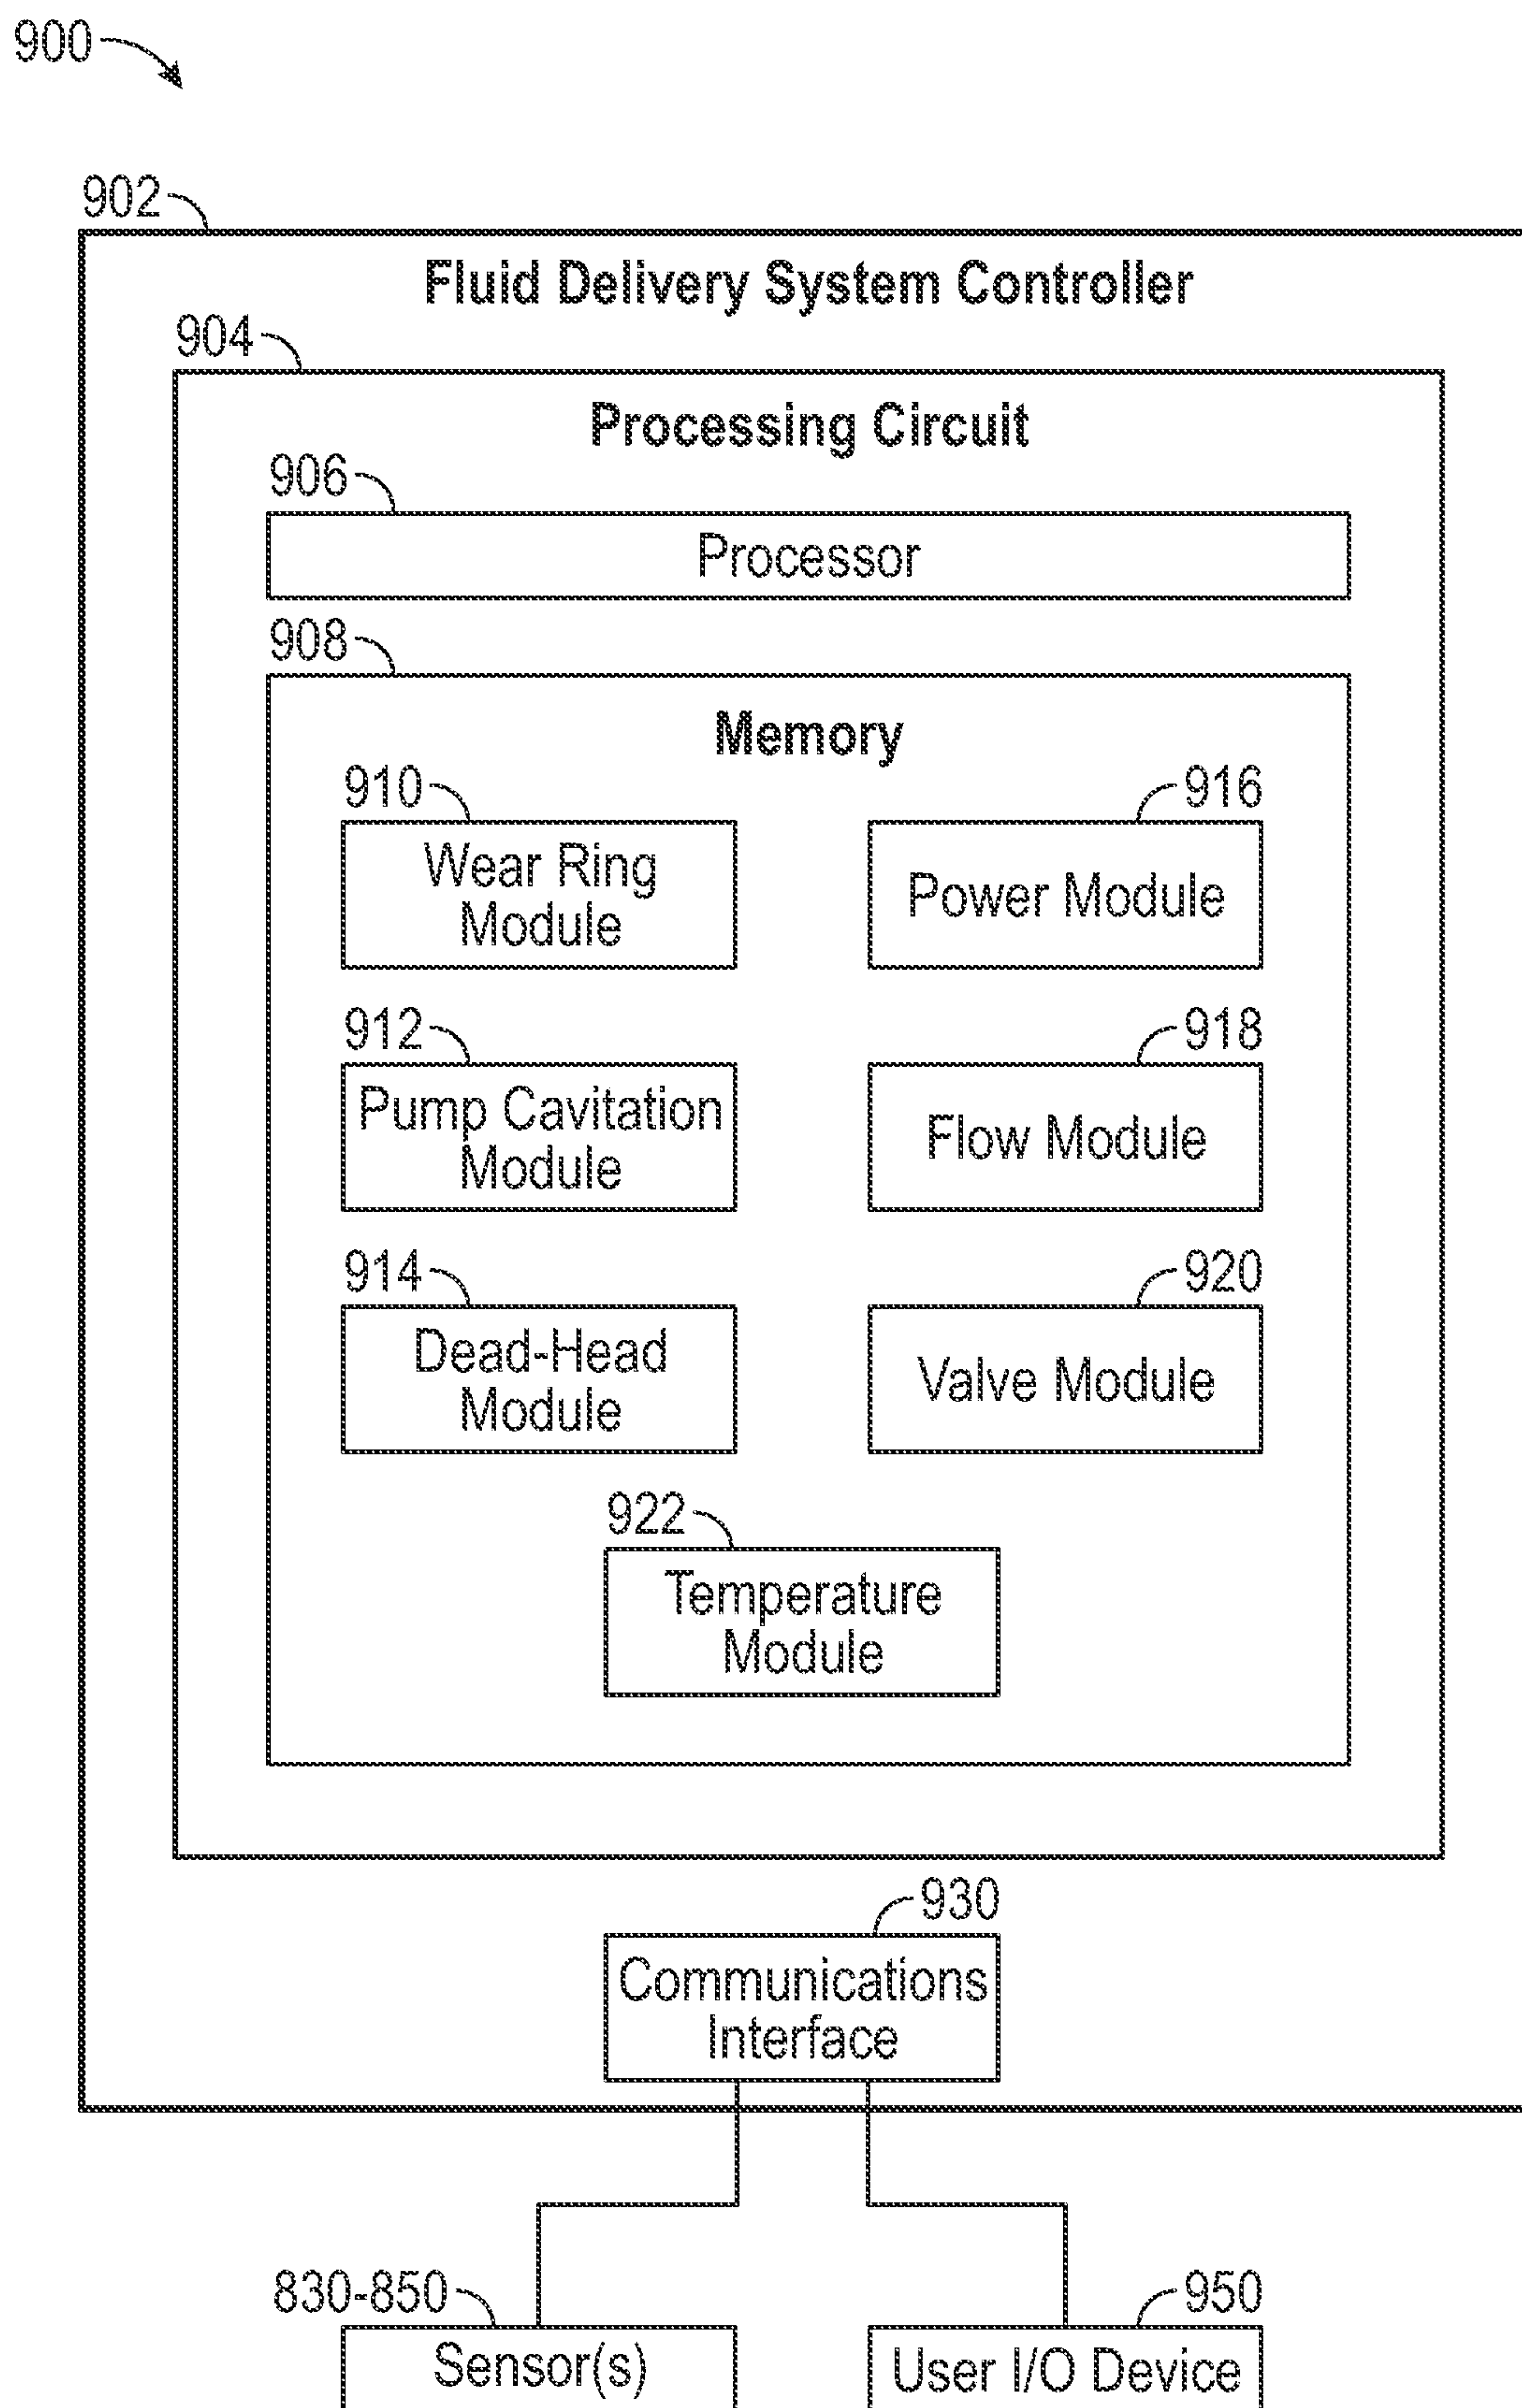 900
902
Fluid Delivery System Controller
904
Processing Circuit
906
Processor
908
Memory
910
916
Wear Ring
Module
Power Module
912
918
Pump Cavitation
Module
Flow Module
914
920
Dead-Head
Module
Valve Module
922
Temperature
Module
930
Communications
Interface
830-850
950
Sensor(s)
User I/O Device